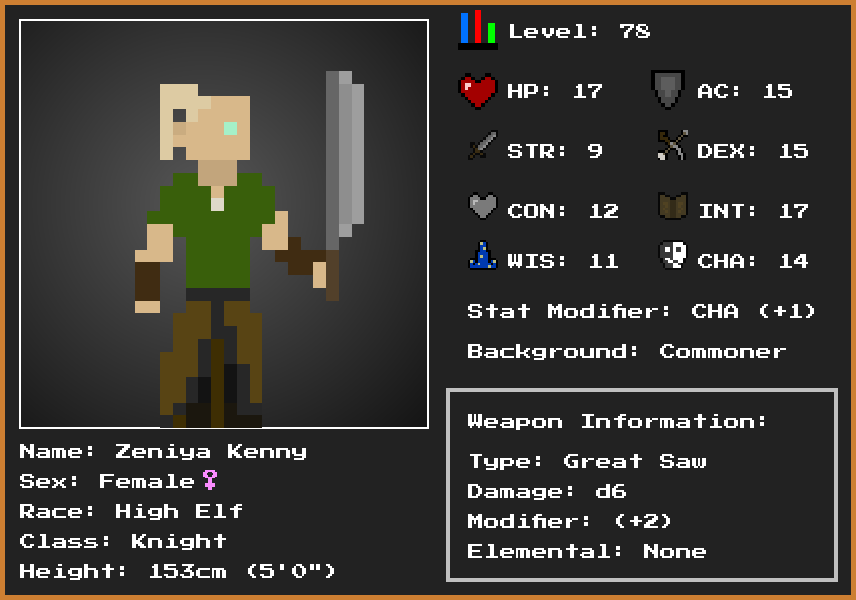 Level: 78
HP: 17 AC: 15
STR: 9 DEX: 15
CON: 12 INT: 17
WIS: 11 CHA: 14
Stat Modifier: CHA (+1)
Background: Commoner
Weapon Information:
Type: Great Saw
Damage: d6
Modifier: (+2)
Elemental: None
Name: Zeniya Kenny
Sex: Female♀
Race: High Elf
Class: Knight
Height: 153cm (5'0")